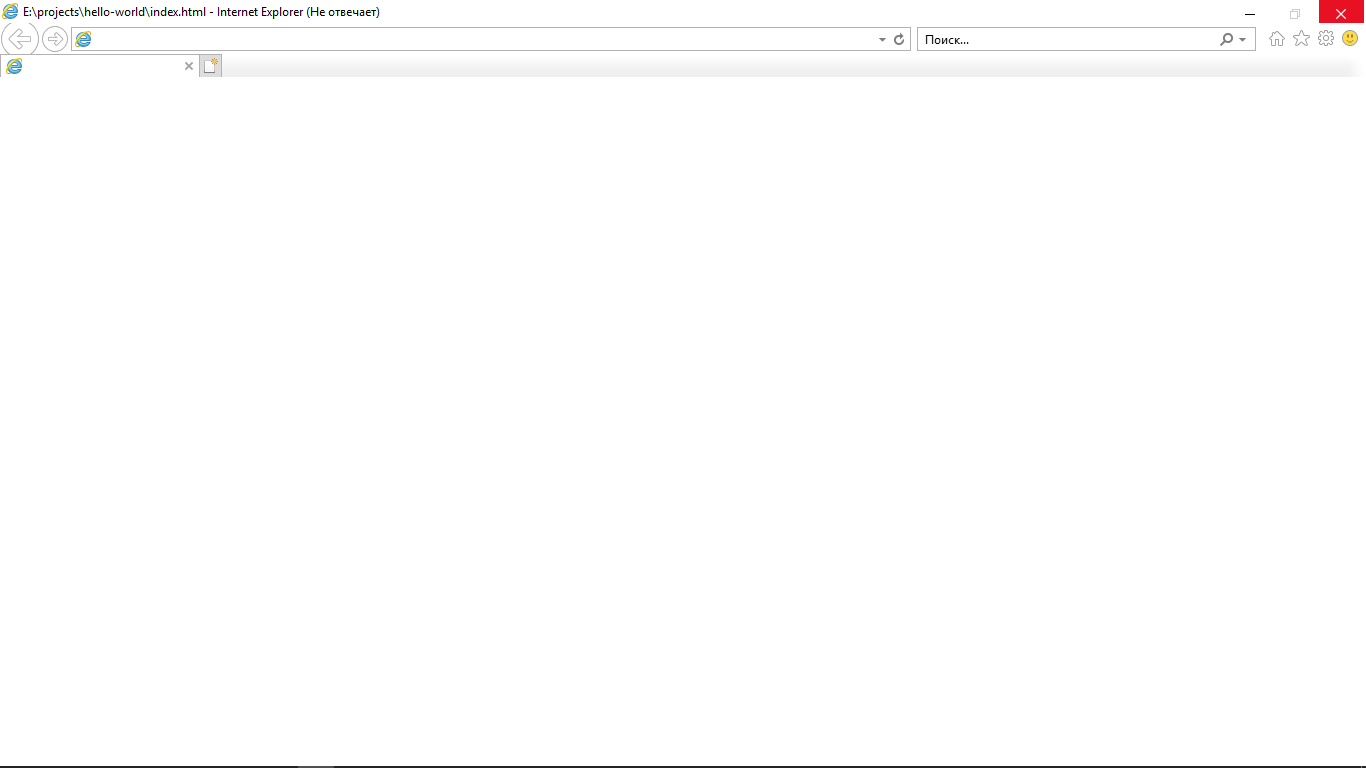 E:\projects\hello-world\index.html - Internet Explorer (Не отвечает)
Поиск...